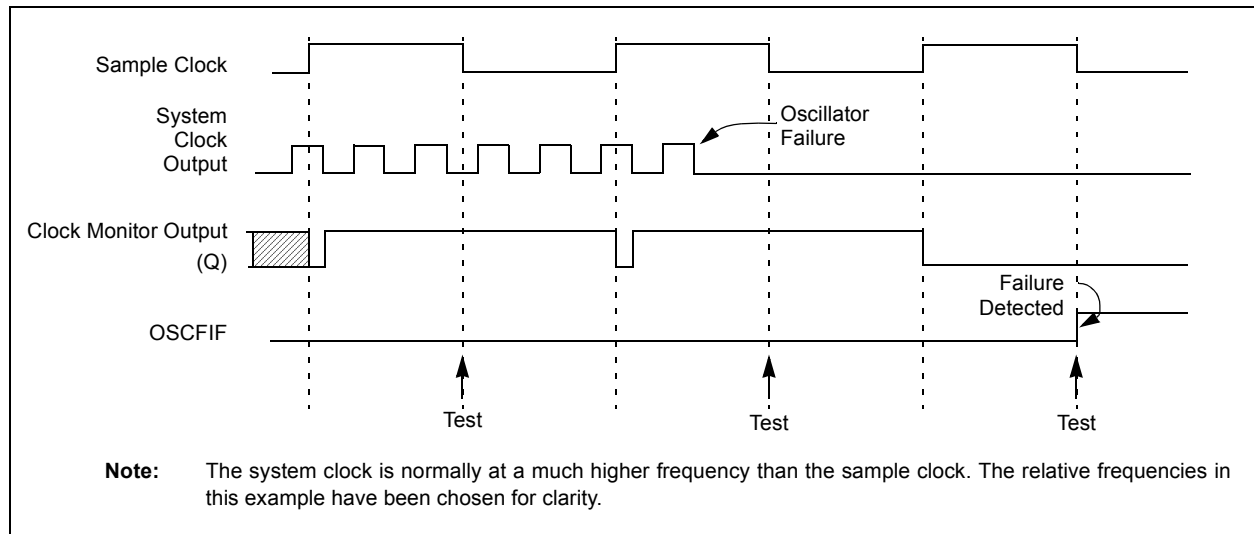 Sample Clock
System
Clock
Output
Oscillator
Failure
Clock Monitor Output
(Q)
Failure
Detected
OSCFIF
Test
Test
Test
Note: The system clock is normally at a much higher frequency than the sample clock. The relative frequencies in
this example have been chosen for clarity.